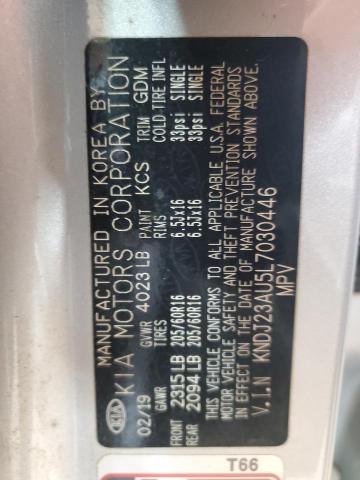 MANUFACTURED IN KOREA BY
KIA KIA MOTORS CORPORATION
02/19 GVWR 4023 LB PAINT KCS TRIM GDM
GAWR TIRES RIMS COLD-TIRE INFL
FRONT 2315 LB 205/60R16 6.5Jx16 33psi SINGLE
REAR 2094 LB 205/60R16 6.5Jx16 33psi SINGLE
THIS VEHICLE CONFORMS TO ALL APPLICABLE U.S.A. FEDERAL
MOTOR VEHICLE SAFETY AND THEFT PREVENTION STANDARDS
IN EFFECT ON THE DATE OF MANUFACTURE SHOWN ABOVE.
V.I.N KNDJ23AU5L7030446
MPV
T66